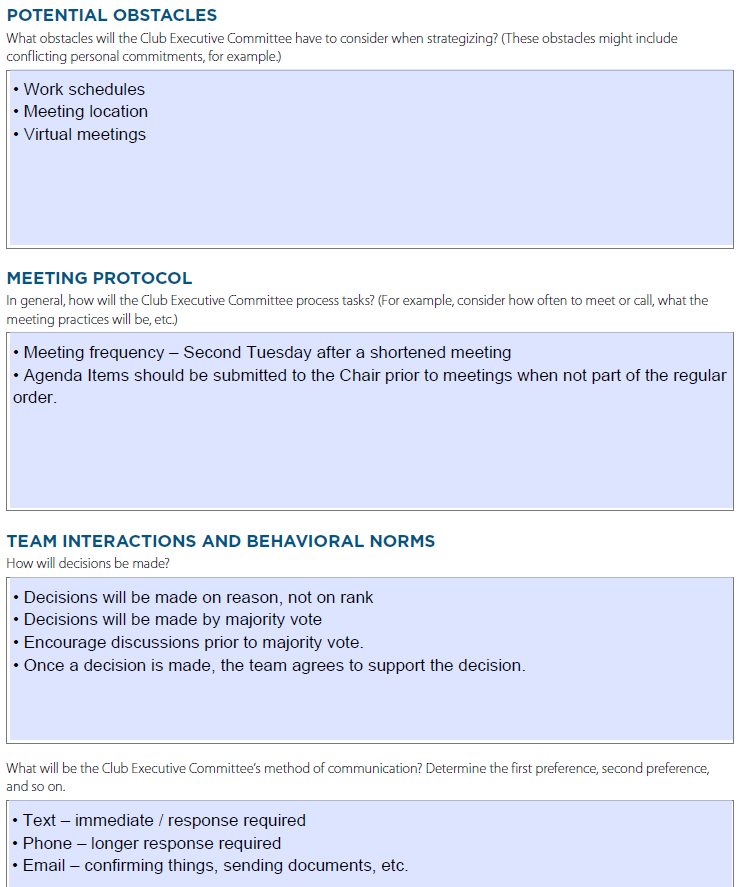 POTENTIAL OBSTACLES
What obstacles will the Club Executive Committee have to consider when strategizing? (These obstacles might include
conflicting personal commitments, for example.)
• Work schedules
• Meeting location
• Virtual meetings
MEETING PROTOCOL
In general, how will the Club Executive Committee process tasks? (For example, consider how often to meet or call, what the
meeting practices will be, etc.)
• Meeting frequency – Second Tuesday after a shortened meeting
• Agenda Items should be submitted to the Chair prior to meetings when not part of the regular
order.
TEAM INTERACTIONS AND BEHAVIORAL NORMS
How will decisions be made?
• Decisions will be made on reason, not on rank
• Decisions will be made by majority vote
• Encourage discussions prior to majority vote.
• Once a decision is made, the team agrees to support the decision.
What will be the Club Executive Committee's method of communication? Determine the first preference, second preference,
and so on.
• Text – immediate / response required
• Phone – longer response required
• Email – confirming things, sending documents, etc.